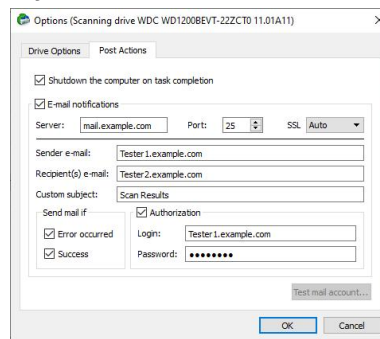 Options (Scanning drive WDC WD1200BEVT-22ZCT0 11.01A11)
Drive Options Post Actions
Shutdown the computer on task completion
E-mail notifications
Server: mail.example.com Port: 25 SSL Auto
Sender e-mail: Tester1.example.com
Recipient(s) e-mail: Tester2.example.com
Custom subject: Scan Results
Send mail if Authorization
Error occurred Login: Tester1.example.com
Success Password: ●●●●●●●●
Test mail account...
OK Cancel